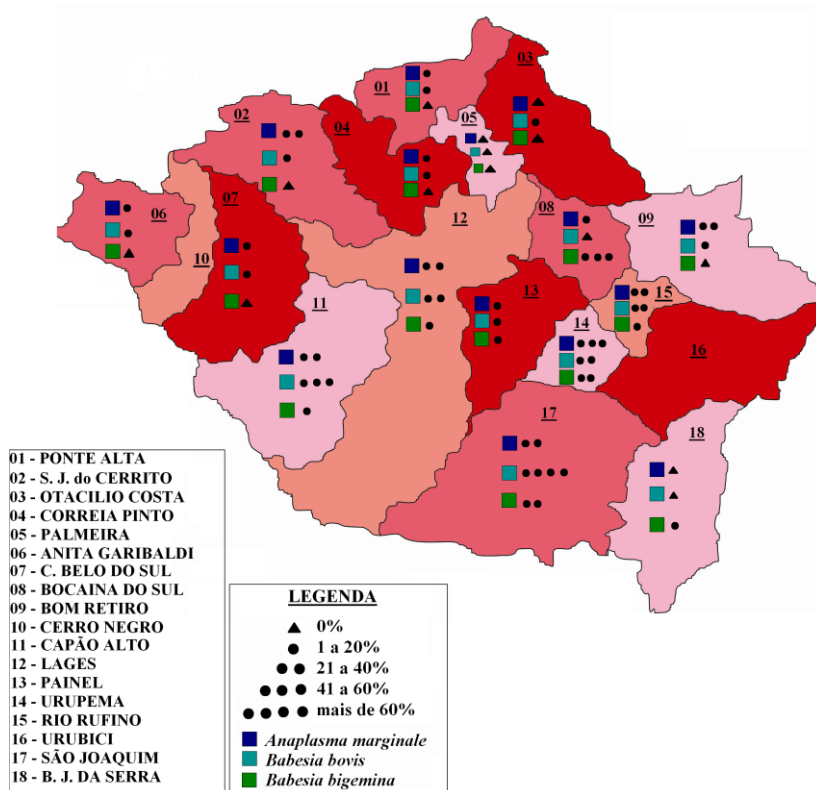 03
01
02
04
05
07
06
12
08
09
10
11
13
15
14
16
17
18
01 - PONTE ALTA
02 - S. J. do CERRITO
03 - OTACILIO COSTA
04 - CORREIA PINTO
05 - PALMEIRA
06 - ANITA GARIBALDI
07 - C. BELO DO SUL
08 - BOCAINA DO SUL
09 - BOM RETIRO
10 - CERRO NEGRO
11 - CAPÃO ALTO
12 - LAGES
13 - PAINEL
14 - URUPEMA
15 - RIO RUFINO
16 - URUBICI
17 - SÃO JOAQUIM
18 - B. J. DA SERRA
LEGENDA
0%
1 a 20%
21 a 40%
41 a 60%
mais de 60%
Anaplasma marginale
Babesia bovis
Babesia bigemina